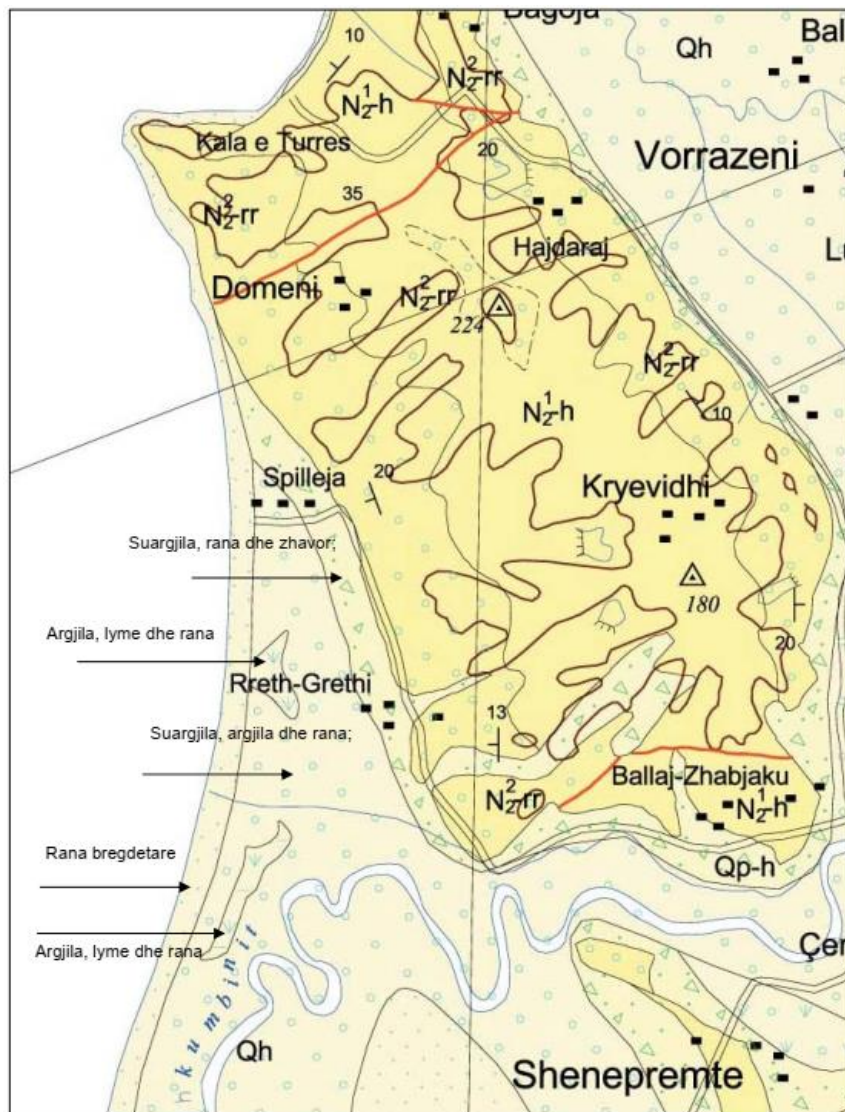 Bagoja
Bal
10
Qh
N₂²-rr
N₂¹-h
Kala e Turres
20
Vorrazeni
35
N₂²-rr
Hajdaraj
Lu
Domeni
N₂²-rr
224
N₂²-rr
N₂¹-h
10
20
Spilleja
Kryevidhi
Suargjila, rana dhe zhavor;
180
Argjila, lyme dhe rana
20
Rreth-Grethi
13
Suargjila, argjila dhe rana;
Ballaj-Zhabjaku
N₂²-rr
N₂¹-h
Rana bregdetare
Qp-h
Argjila, lyme dhe rana
Çer
hkumbinit
Qh
Shenepremte